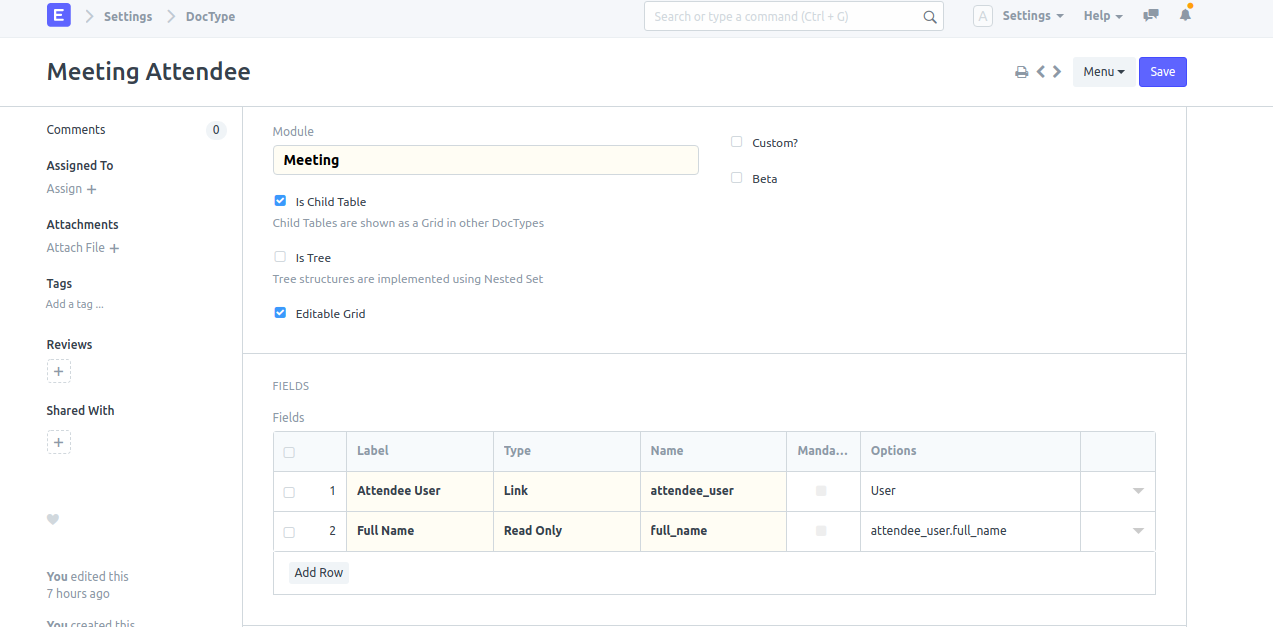 E Settings DocType Search or type a command (Ctrl + G) A Settings Help
Meeting Attendee Menu Save
Comments 0
Assigned To
Assign +
Attachments
Attach File +
Tags
Add a tag ...
Reviews
+
Shared With
+
You edited this
7 hours ago
You created this
Module
Meeting
Custom?
Beta
Is Child Table
Child Tables are shown as a Grid in other DocTypes
Is Tree
Tree structures are implemented using Nested Set
Editable Grid
FIELDS
Fields
Label Type Name Manda... Options
1 Attendee User Link attendee_user User
2 Full Name Read Only full_name attendee_user.full_name
Add Row